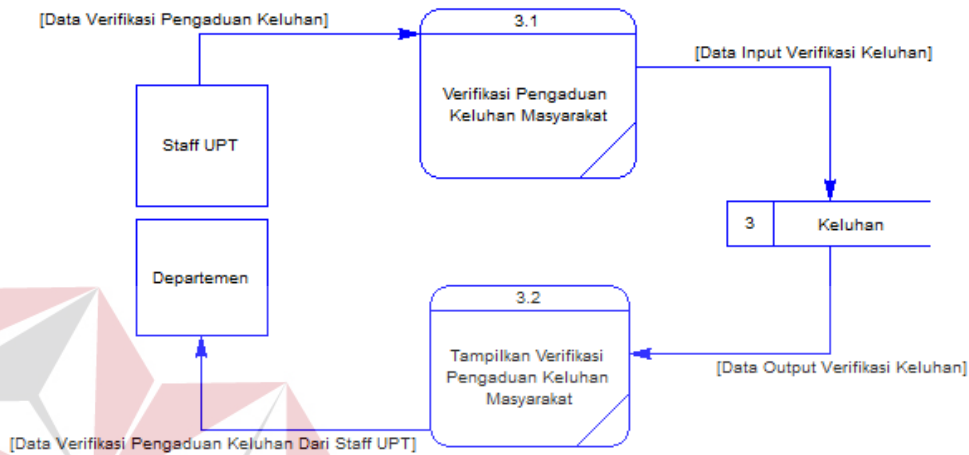 [Data Verifikasi Pengaduan Keluhan]
3.1
[Data Input Verifikasi Keluhan]
Verifikasi Pengaduan
Keluhan Masyarakat
Staff UPT
3
Keluhan
Departemen
3.2
Tampilkan Verifikasi
Pengaduan Keluhan
Masyarakat
[Data Output Verifikasi Keluhan]
[Data Verifikasi Pengaduan Keluhan Dari Staff UPT]